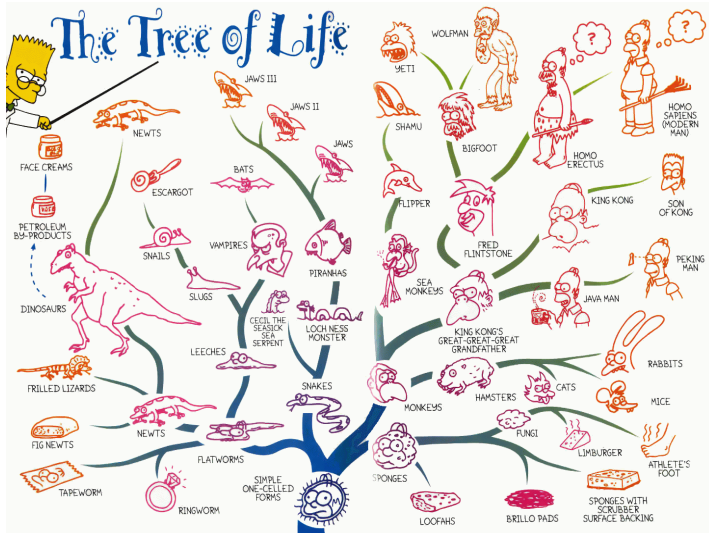 The Tree of Life
WOLFMAN
YETI
?
?
JAWS III
JAWS II
NEWTS
SHAMU
BIGFOOT
HOMO
ERECTUS
HOMO
SAPIENS
(MODERN
MAN)
FACE CREAMS
JAWS
ESCARGOT
BATS
FLIPPER
KING KONG
SON
OF KONG
PETROLEUM
BY-PRODUCTS
SNAILS
VAMPIRES
PIRANHAS
SEA
MONKEYS
FRED
FLINTSTONE
PEKING
MAN
DINOSAURS
SLUGS
CECIL THE
SEASICK
SEA
SERPENT
LOCH NESS
MONSTER
KING KONG'S
GREAT-GREAT-GREAT
GRANDFATHER
JAVA MAN
LEECHES
FRILLED LIZARDS
SNAKES
MONKEYS
HAMSTERS
CATS
RABBITS
MICE
FIG NEWTS
NEWTS
FLATWORMS
FUNGI
LIMBURGER
ATHLETE'S
FOOT
TAPEWORM
RINGWORM
SIMPLE
ONE-CELLED
FORMS
SPONGES
LOOFAHS
BRILLO PADS
SPONGES WITH
SCRUBBER
SURFACE BACKING